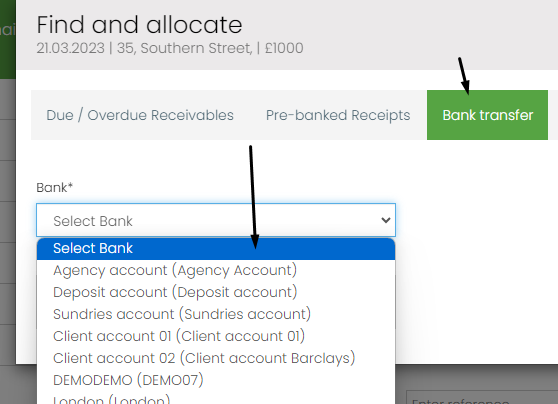 Find and allocate
21.03.2023 | 35, Southern Street, | £1000
Due / Overdue Receivables Pre-banked Receipts Bank transfer
Bank*
Select Bank
Select Bank
Agency account (Agency Account)
Deposit account (Deposit account)
Sundries account (Sundries account)
Client account 01 (Client account 01)
Client account 02 (Client account Barclays)
DEMODEMO (DEMO07)
London (London)
Enter reference